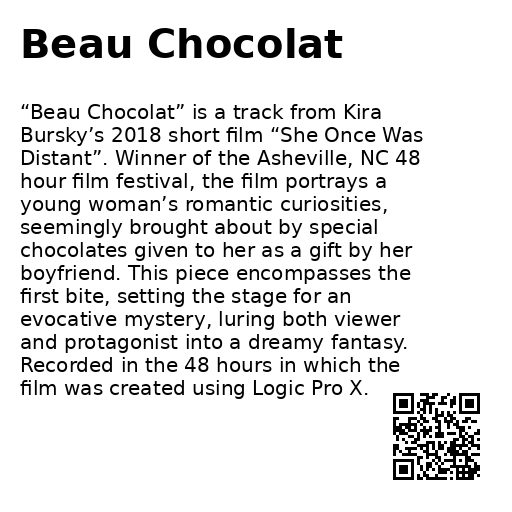 Beau Chocolat
“Beau Chocolat” is a track from Kira
Bursky’s 2018 short film “She Once Was
Distant”. Winner of the Asheville, NC 48
hour film festival, the film portrays a
young woman’s romantic curiosities,
seemingly brought about by special
chocolates given to her as a gift by her
boyfriend. This piece encompasses the
first bite, setting the stage for an
evocative mystery, luring both viewer
and protagonist into a dreamy fantasy.
Recorded in the 48 hours in which the
film was created using Logic Pro X.